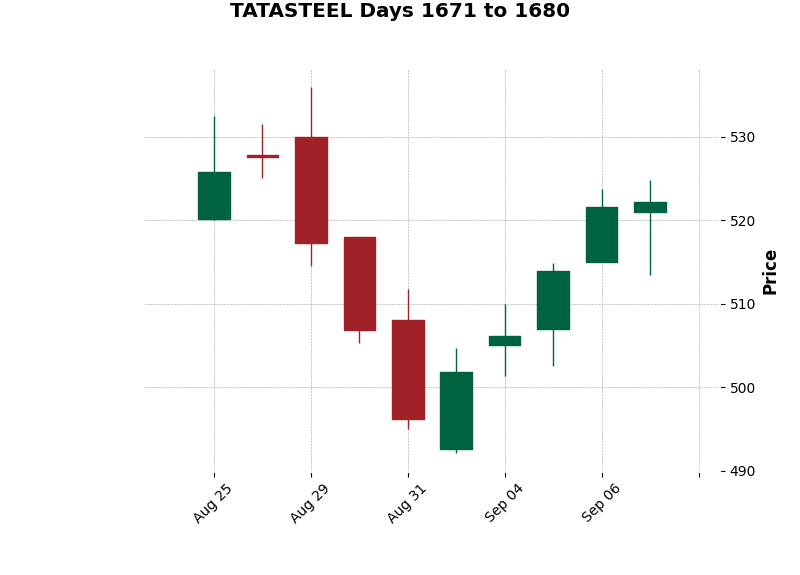 TATASTEEL Days 1671 to 1680
530
520
510
500
490
Price
Aug 25
Aug 29
Aug 31
Sep 04
Sep 06